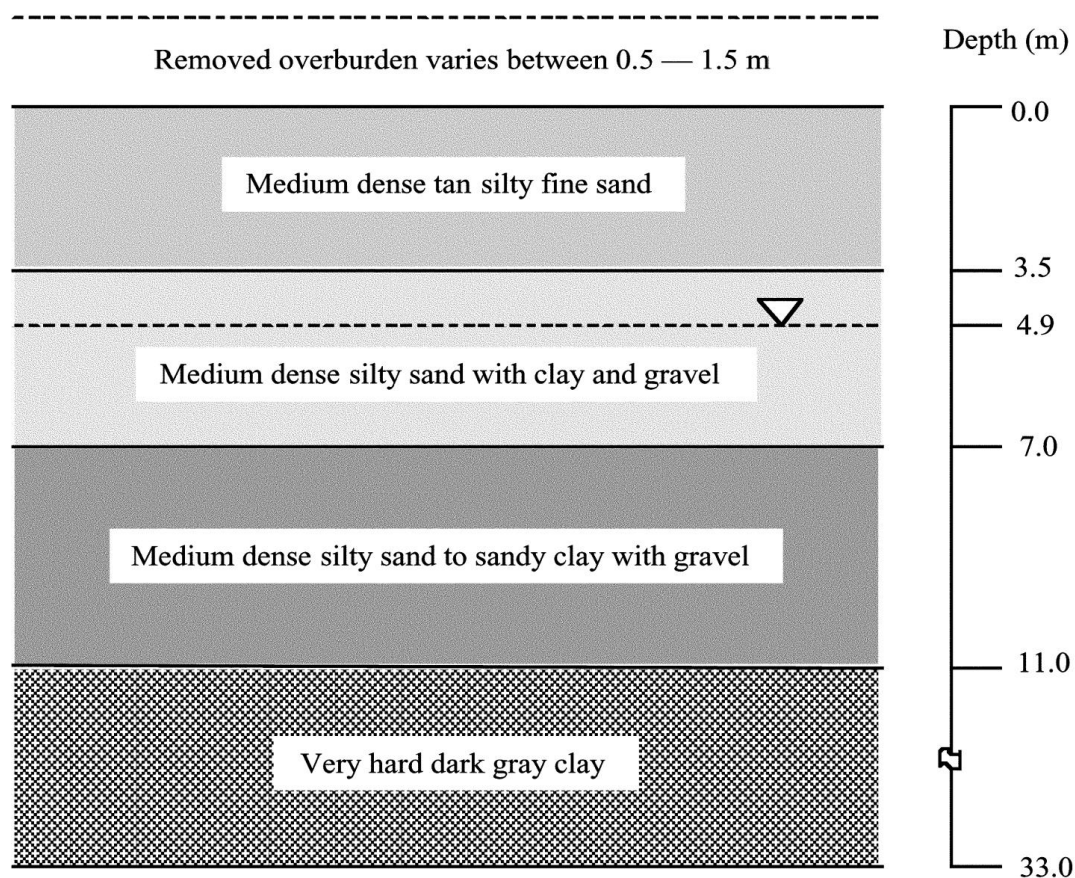 Depth (m)
Removed overburden varies between 0.5 — 1.5 m
0.0
Medium dense tan silty fine sand
3.5
4.9
Medium dense silty sand with clay and gravel
7.0
Medium dense silty sand to sandy clay with gravel
11.0
Very hard dark gray clay
33.0